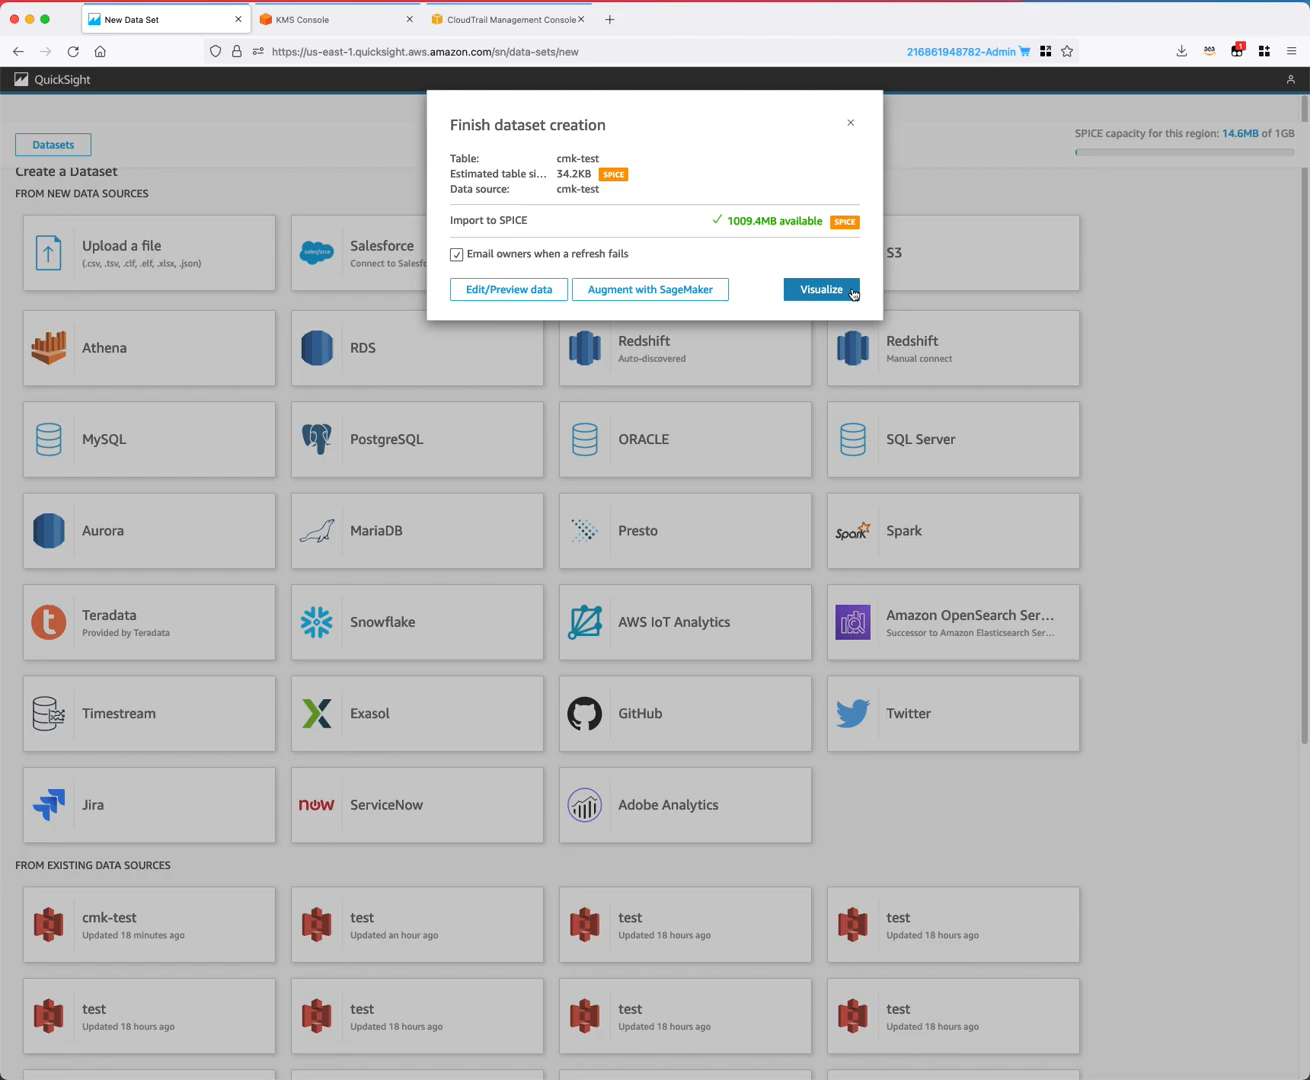 New Data Set
KMS Console
CloudTrail Management Console
https://us-east-1.quicksight.aws.amazon.com/sn/data-sets/new
216861948782-Admin
1
QuickSight
Finish dataset creation
Table: cmk-test
Estimated table si... 34.2KB SPICE
Data source: cmk-test
Import to SPICE 1009.4MB available SPICE
Email owners when a refresh fails
Edit/Preview data
Augment with SageMaker
Visualize
Datasets
SPICE capacity for this region: 14.6MB of 1GB
Create a Dataset
FROM NEW DATA SOURCES
Upload a file
(.csv, .tsv, .clf, .elf, .xlsx, .json)
salesforce
Salesforce
Connect to Salesf
S3
Athena
RDS
Redshift
Auto-discovered
Redshift
Manual connect
MySQL
PostgreSQL
ORACLE
SQL Server
Aurora
MariaDB
Presto
Spark
Spark
t
Teradata
Provided by Teradata
Snowflake
AWS IoT Analytics
Amazon OpenSearch Ser...
Successor to Amazon Elasticsearch Ser...
Timestream
Exasol
GitHub
Twitter
Jira
now
ServiceNow
Adobe Analytics
FROM EXISTING DATA SOURCES
cmk-test
Updated 18 minutes ago
test
Updated an hour ago
test
Updated 18 hours ago
test
Updated 18 hours ago
test
Updated 18 hours ago
test
Updated 18 hours ago
test
Updated 18 hours ago
test
Updated 18 hours ago